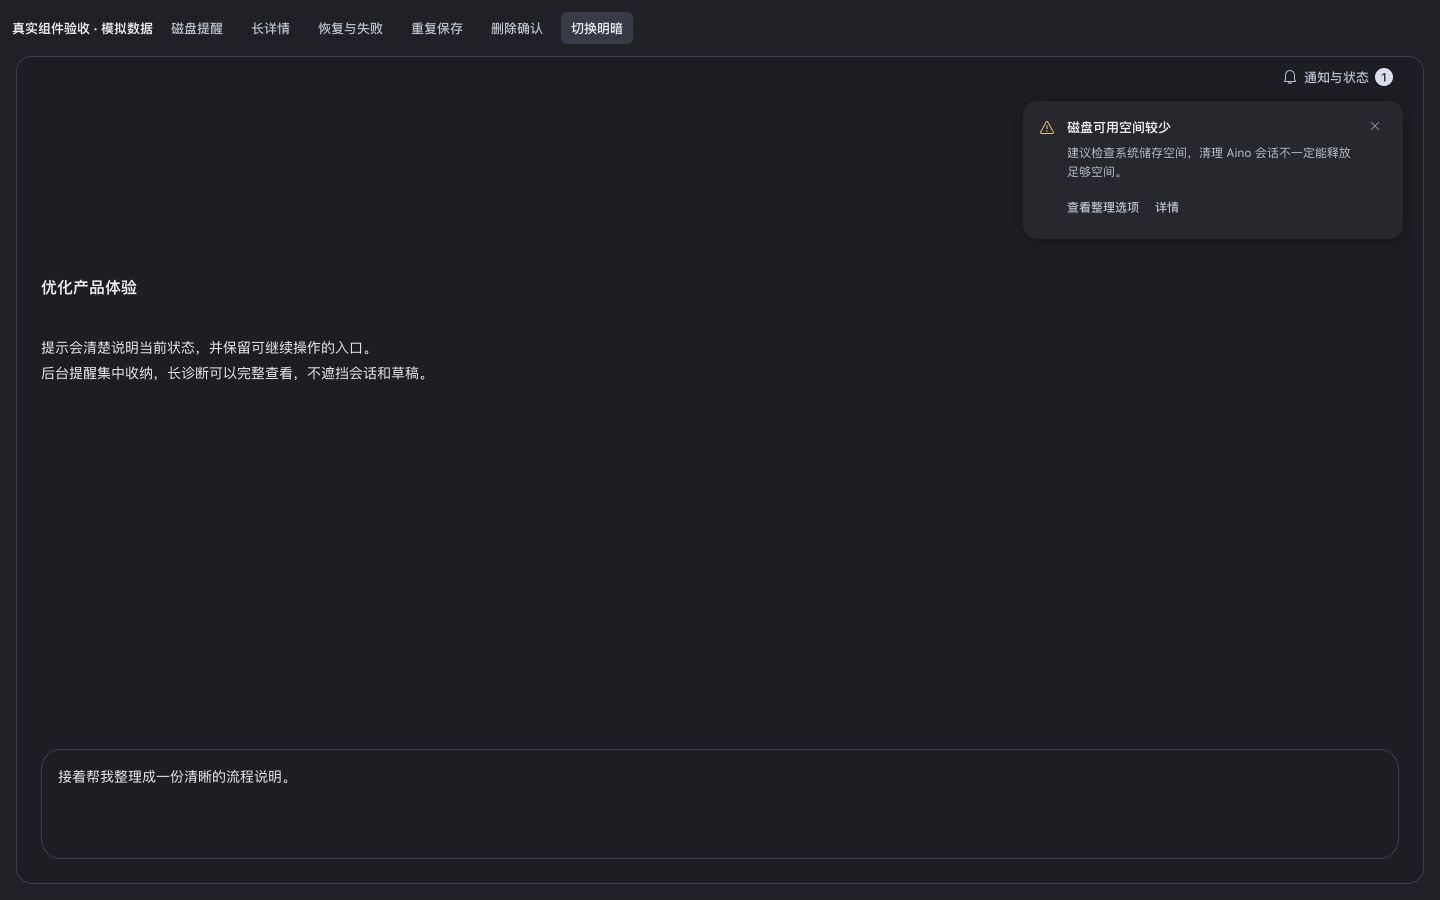 真实组件验收 · 模拟数据 磁盘提醒 长详情 恢复与失败 重复保存 删除确认 切换明暗
通知与状态 1
磁盘可用空间较少
建议检查系统储存空间，清理 Aino 会话不一定能释放
足够空间。
查看整理选项 详情
优化产品体验
提示会清楚说明当前状态，并保留可继续操作的入口。
后台提醒集中收纳，长诊断可以完整查看，不遮挡会话和草稿。
接着帮我整理成一份清晰的流程说明。